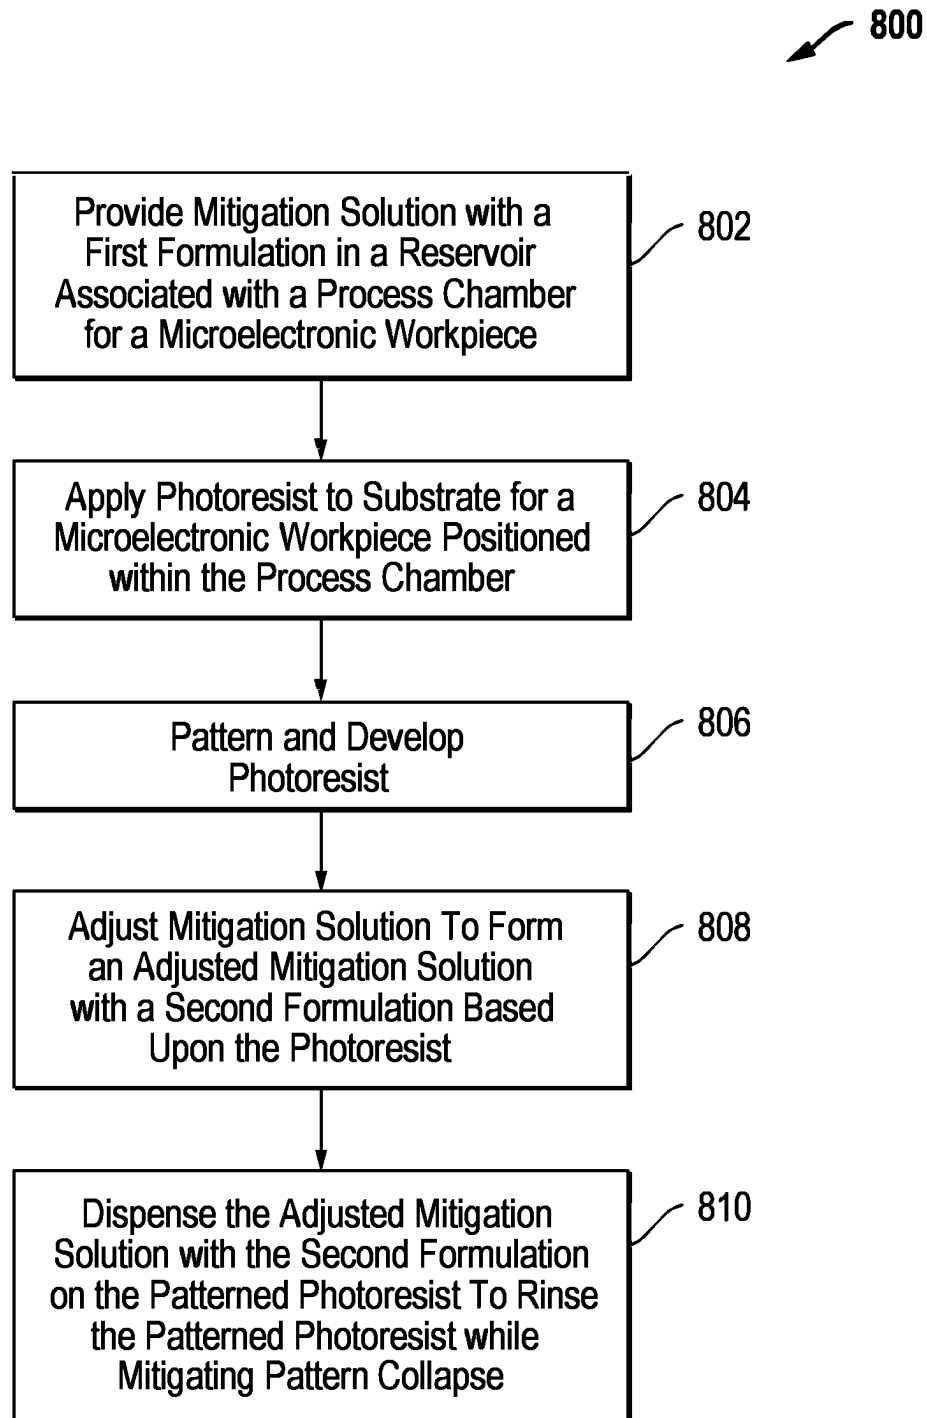 800
Provide Mitigation Solution with a
First Formulation in a Reservoir
Associated with a Process Chamber
for a Microelectronic Workpiece
802
Apply Photoresist to Substrate for a
Microelectronic Workpiece Positioned
within the Process Chamber
804
Pattern and Develop
Photoresist
806
Adjust Mitigation Solution To Form
an Adjusted Mitigation Solution
with a Second Formulation Based
Upon the Photoresist
808
Dispense the Adjusted Mitigation
Solution with the Second Formulation
on the Patterned Photoresist To Rinse
the Patterned Photoresist while
Mitigating Pattern Collapse
810